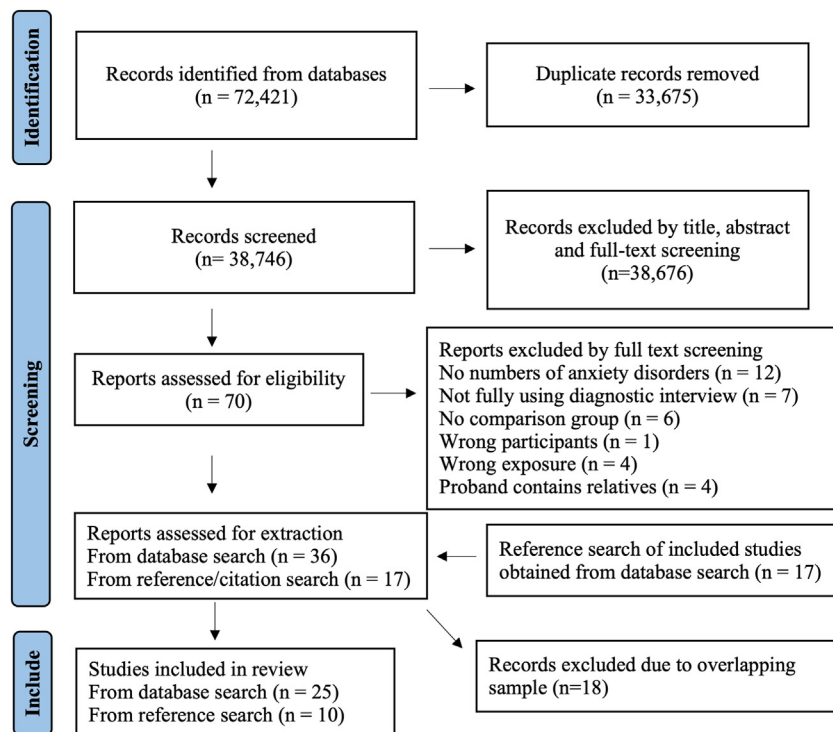 Identification
Records identified from databases
(n = 72,421)
Duplicate records removed
(n = 33,675)
Screening
Records screened
(n= 38,746)
Records excluded by title, abstract
and full-text screening
(n=38,676)
Reports assessed for eligibility
(n = 70)
Reports excluded by full text screening
No numbers of anxiety disorders (n = 12)
Not fully using diagnostic interview (n = 7)
No comparison group (n = 6)
Wrong participants (n = 1)
Wrong exposure (n = 4)
Proband contains relatives (n = 4)
Reports assessed for extraction
From database search (n = 36)
From reference/citation search (n = 17)
Reference search of included studies
obtained from database search (n = 17)
Include
Studies included in review
From database search (n = 25)
From reference search (n = 10)
Records excluded due to overlapping
sample (n=18)